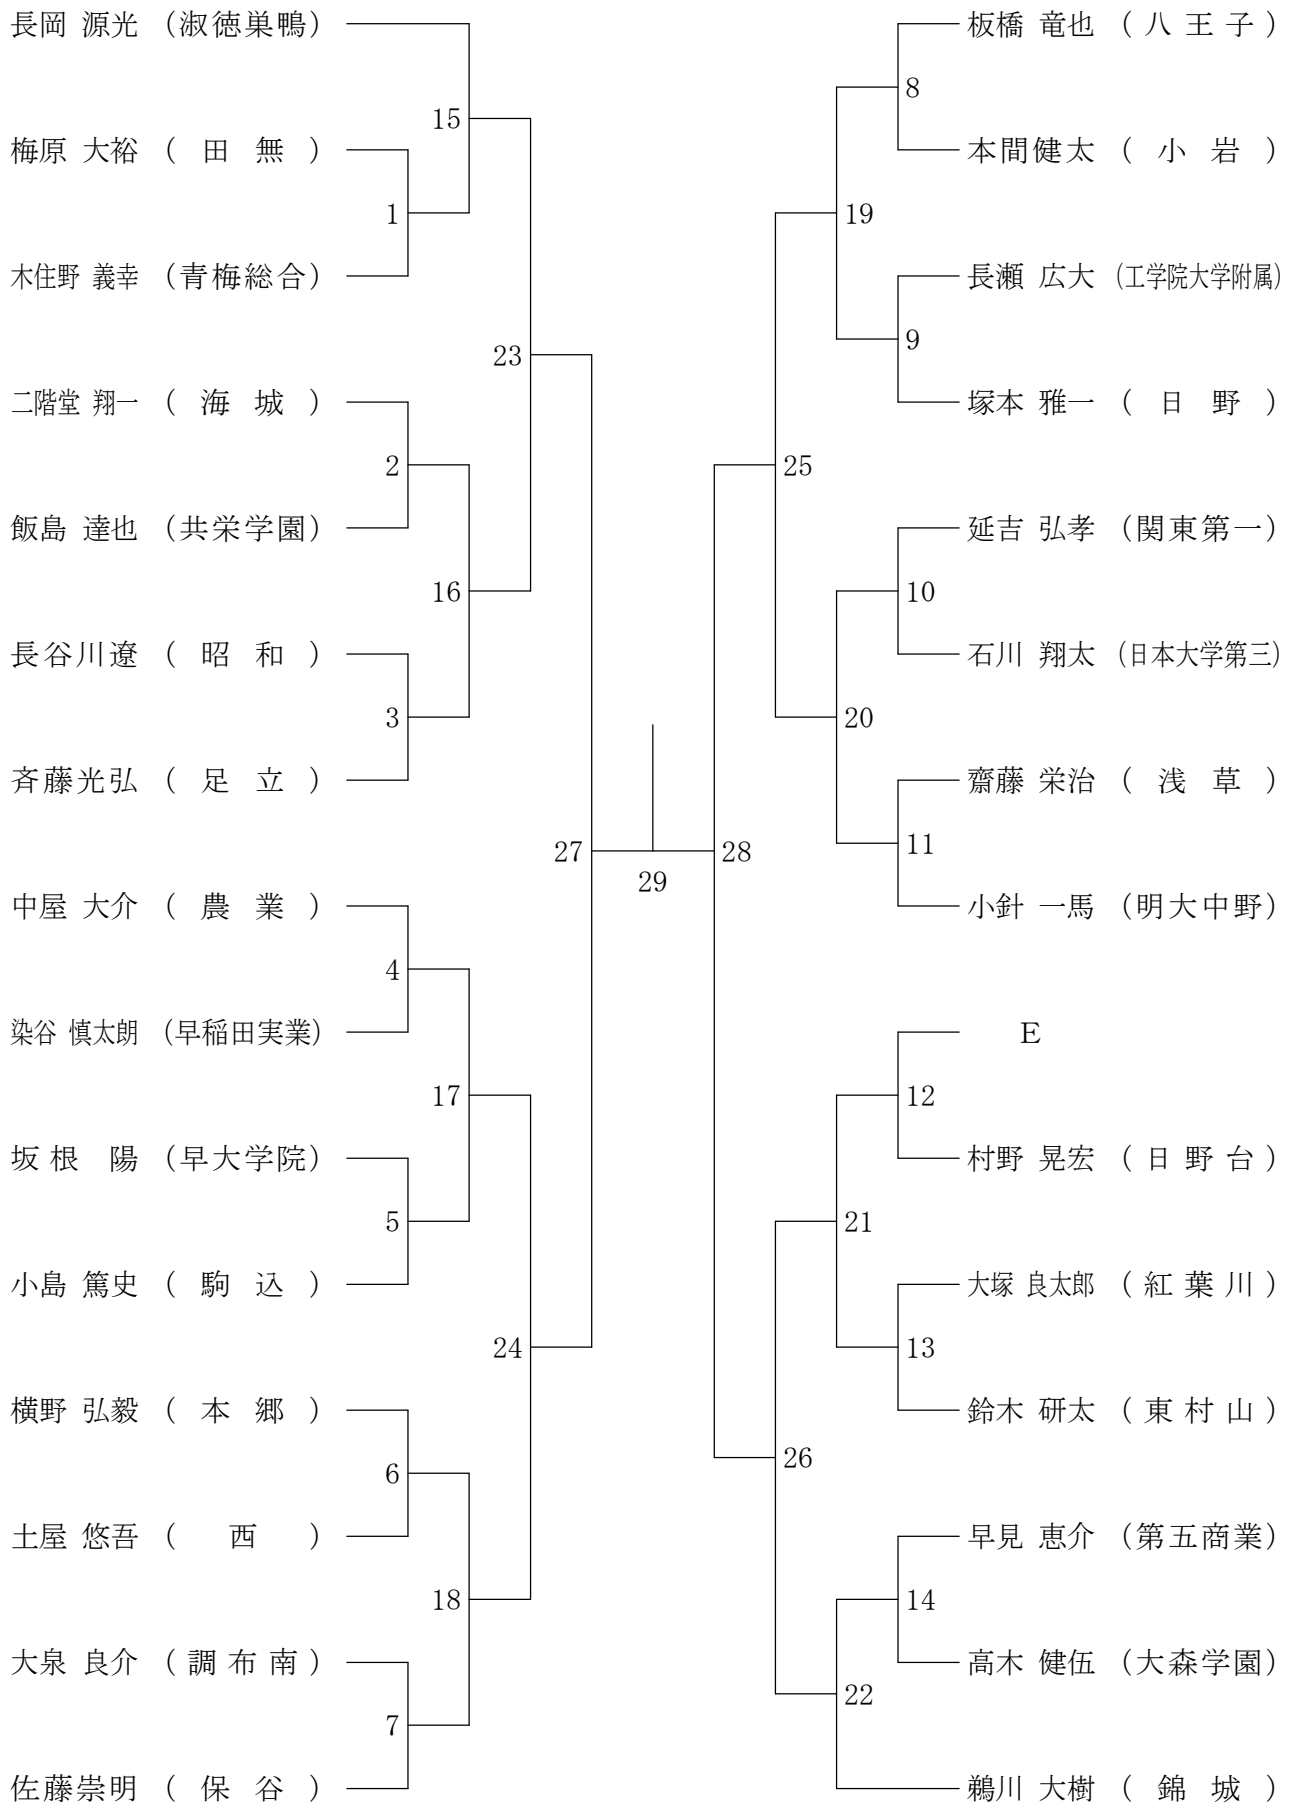 長岡 源光 (淑徳巣鴨)
15
梅原 大裕 ( 田 無 )
1
木住野 義幸 (青梅総合)
23
二階堂 翔一 ( 海 城 )
2
飯島 達也 (共栄学園)
16
長谷川遼 ( 昭 和 )
3
斉藤光弘 ( 足 立 )
27
中屋 大介 ( 農 業 )
4
染谷 慎太朗 (早稲田実業)
17
坂根 陽 (早大学院)
5
小島 篤史 ( 駒 込 )
24
横野 弘毅 ( 本 郷 )
6
土屋 悠吾 ( 西 )
18
大泉 良介 (調布南)
7
佐藤崇明 ( 保 谷 )
29
板橋 竜也 (八王子)
8
本間健太 ( 小 岩 )
19
長瀬 広大 (工学院大学附属)
9
塚本 雅一 ( 日 野 )
25
延吉 弘孝 (関東第一)
10
石川 翔太 (日本大学第三)
20
齋藤 栄治 ( 浅 草 )
11
28
小針 一馬 (明大中野)
E
12
村野 晃宏 (日野台)
21
大塚 良太郎 (紅葉川)
13
鈴木 研太 (東村山)
26
早見 恵介 (第五商業)
14
高木 健伍 (大森学園)
22
鵜川 大樹 ( 錦 城 )